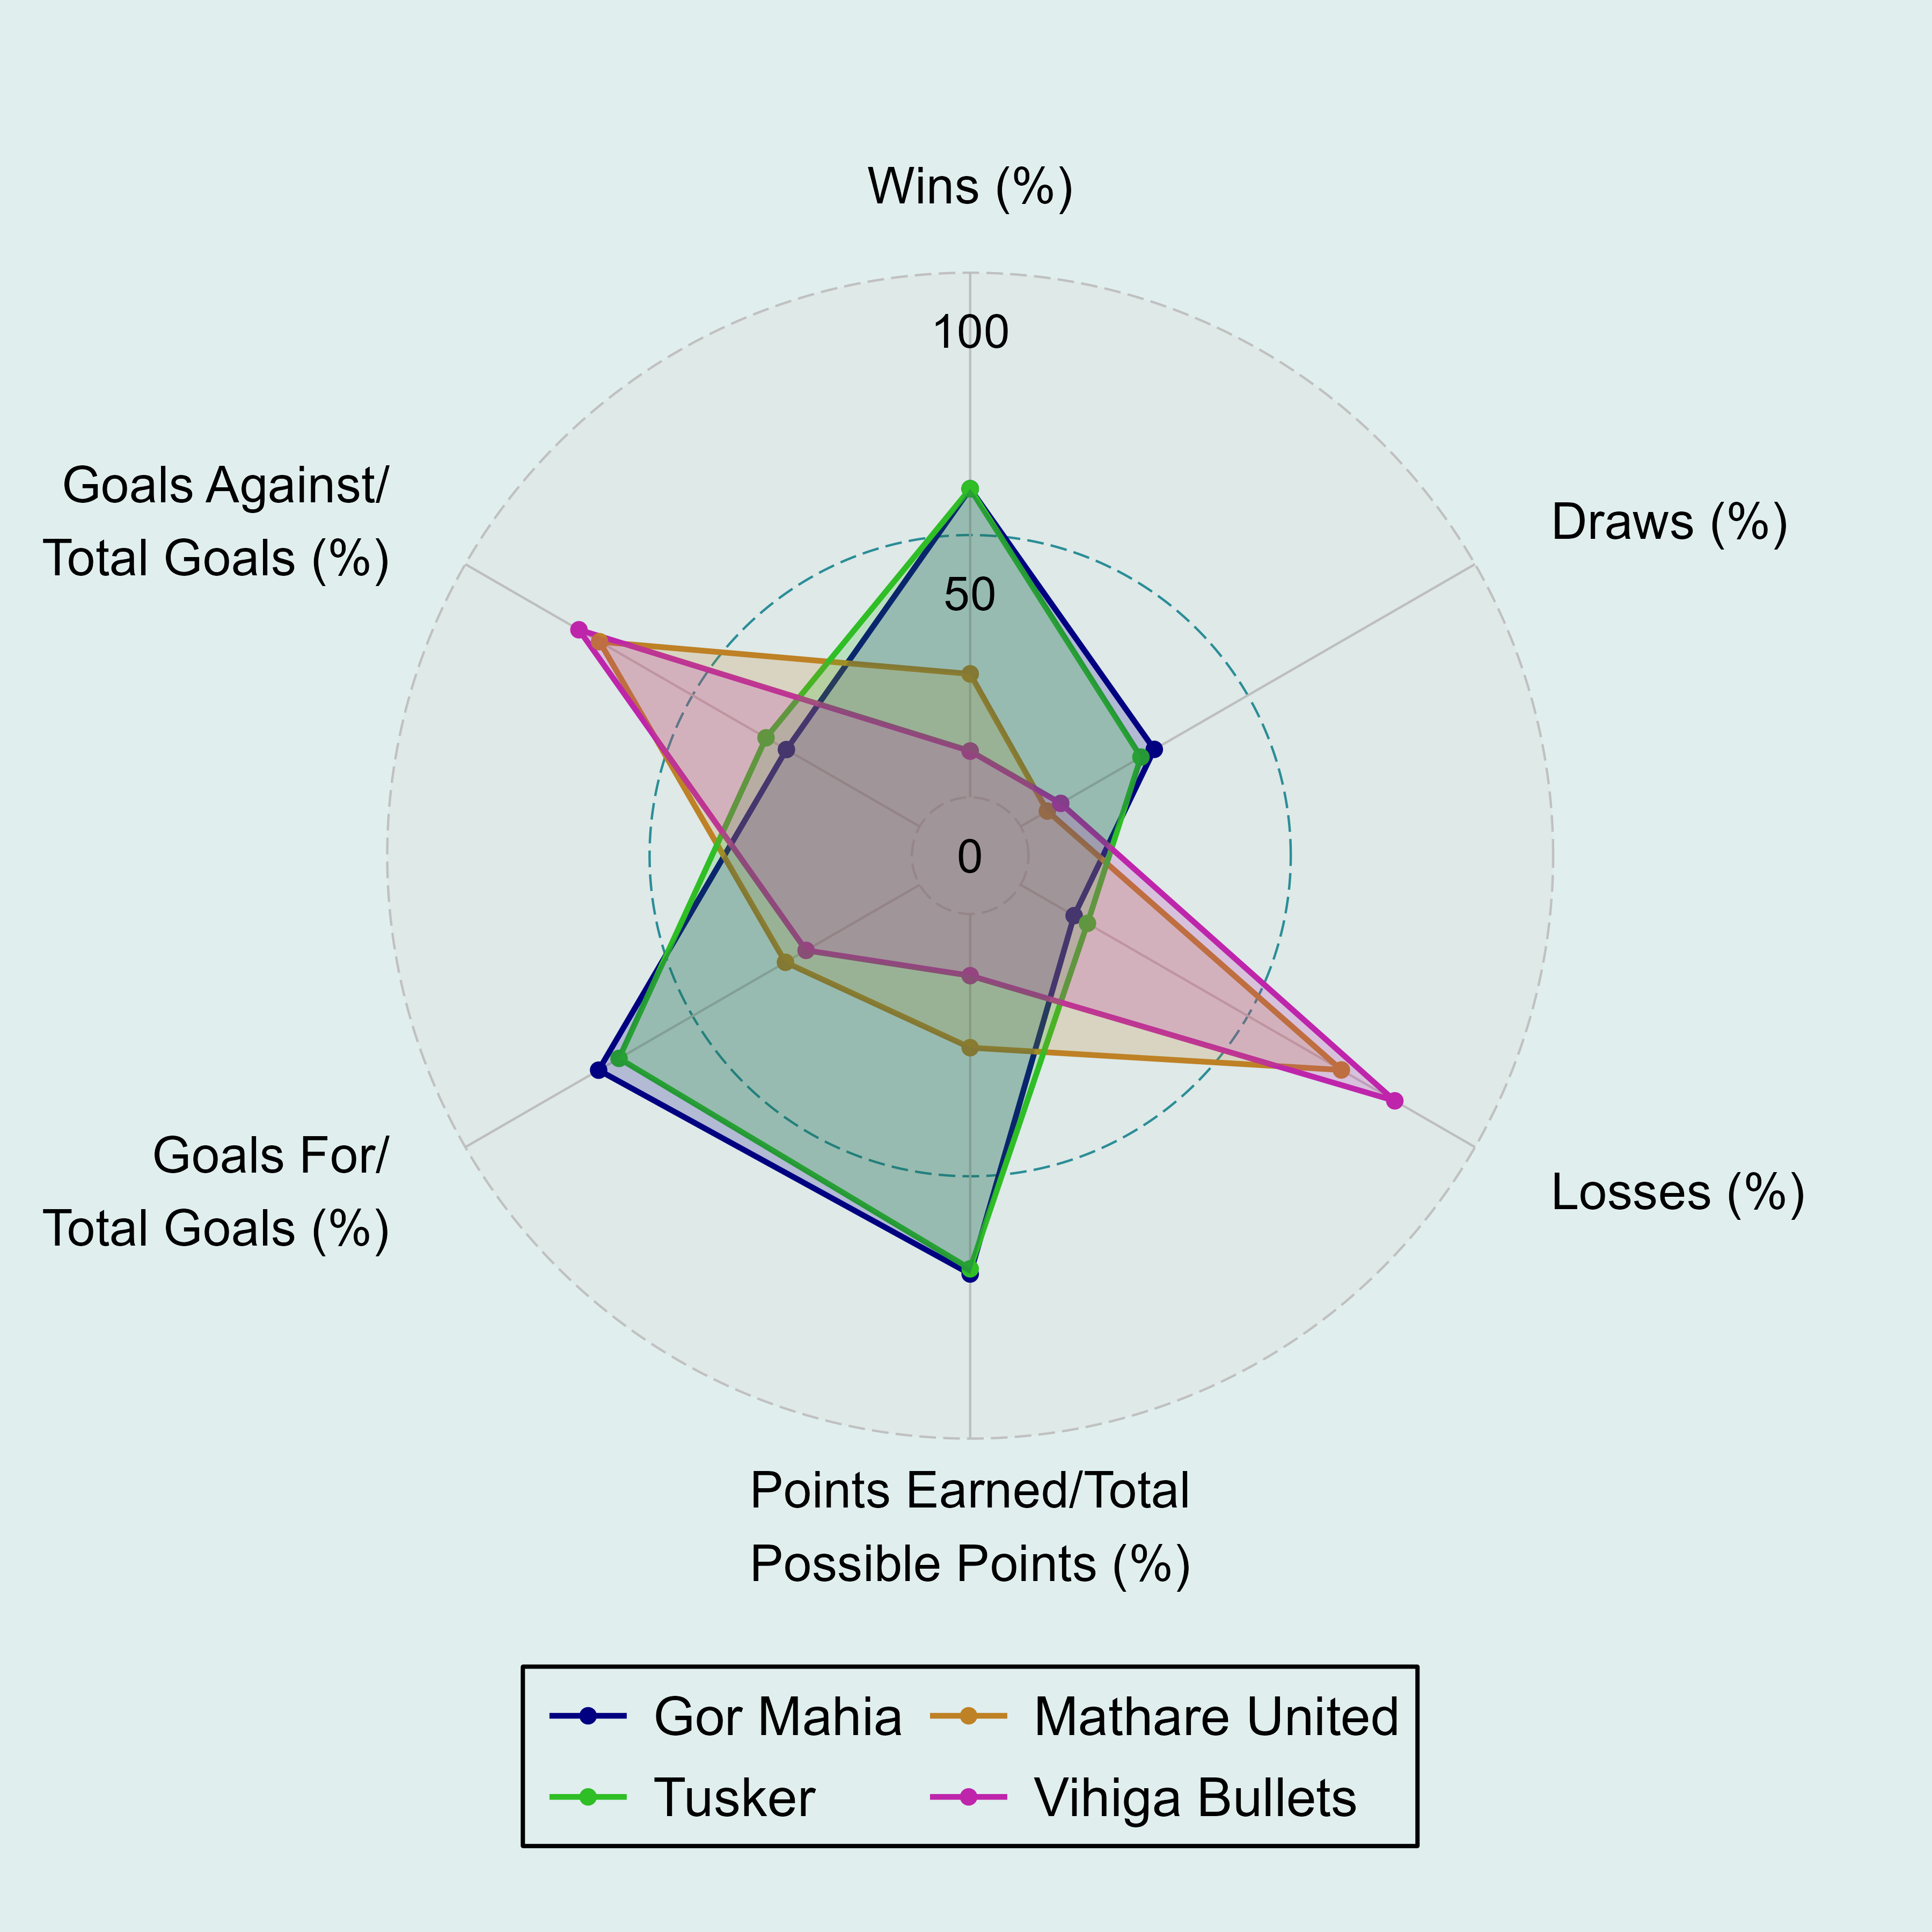 Wins (%)
100
Goals Against/
Total Goals (%)
Draws (%)
50
0
Goals For/
Total Goals (%)
Losses (%)
Points Earned/Total
Possible Points (%)
Gor Mahia
Mathare United
Tusker
Vihiga Bullets